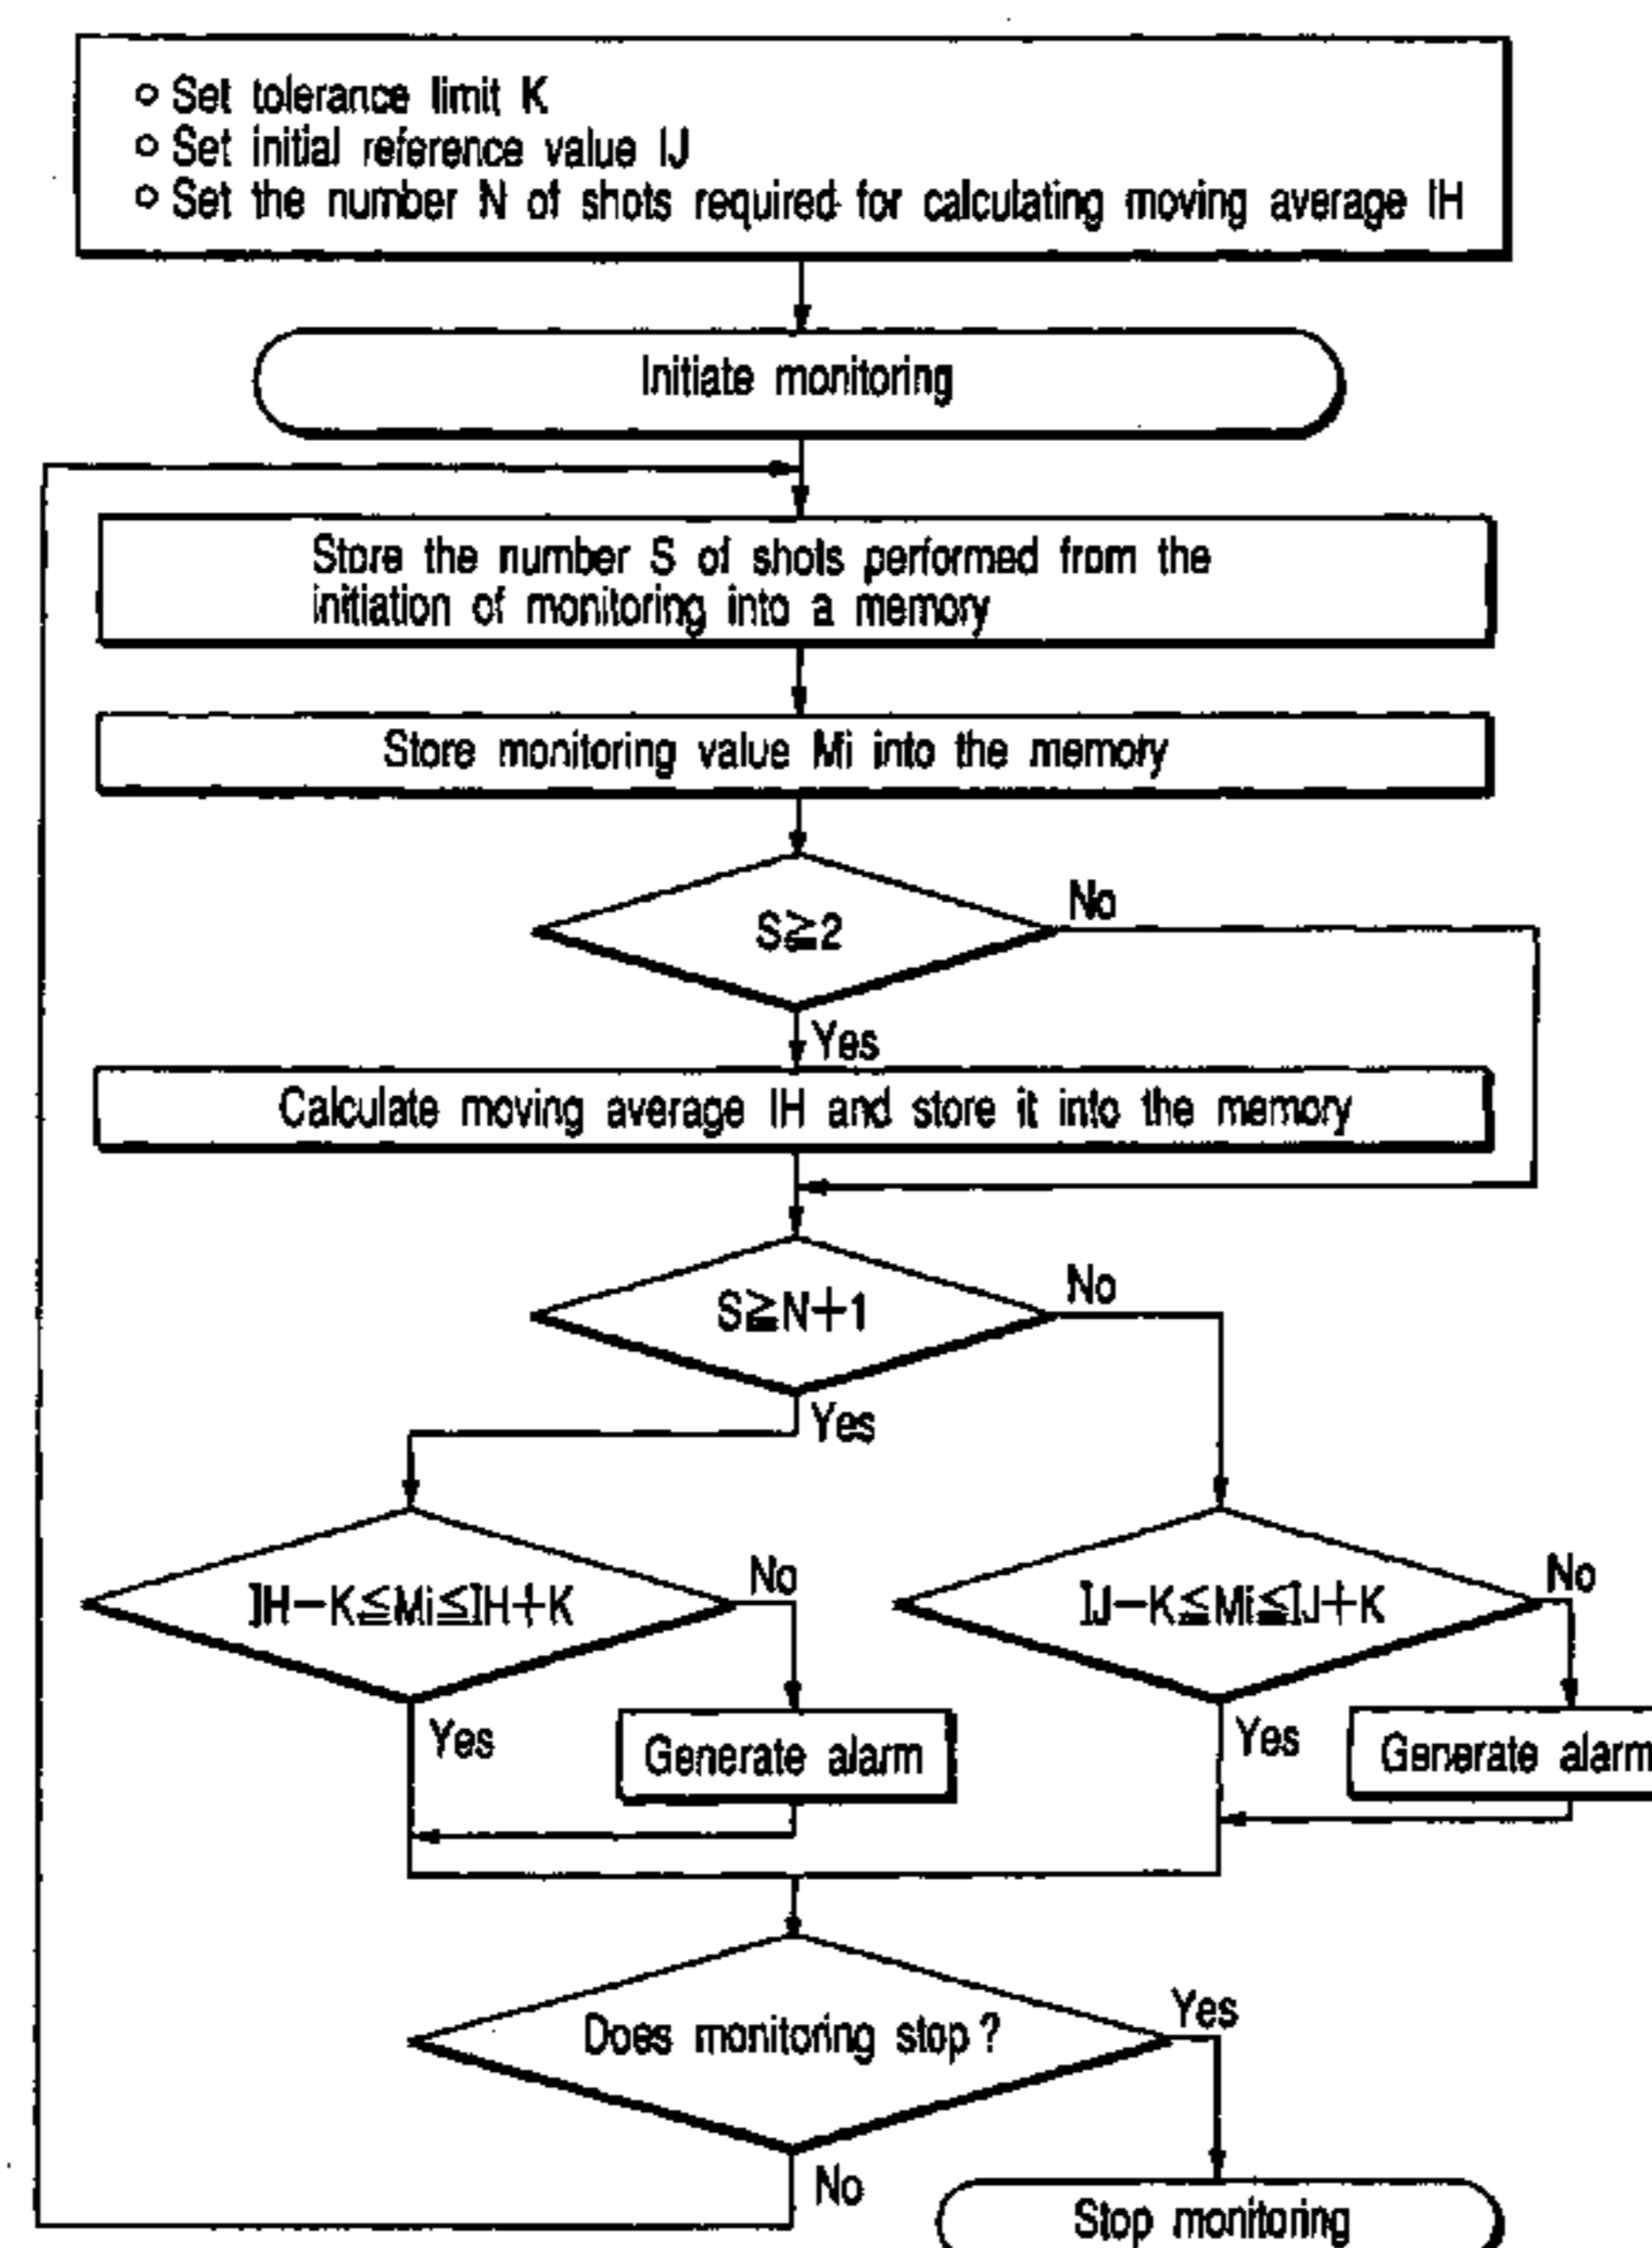 ○ Set tolerance limit K
○ Set initial reference value IJ
○ Set the number N of shots required for calculating moving average IH
Initiate monitoring
Store the number S of shots performed from the
initiation of monitoring into a memory
Store monitoring value Mi into the memory
S≧2
No
Yes
Calculate moving average IH and store it into the memory
S≧N+1
No
Yes
IH−K≦Mi≦IH+K
No
IJ−K≦Mi≦IJ+K
No
Yes
Generate alarm
Yes
Generate alarm
Does monitoring stop?
Yes
No
Stop monitoring